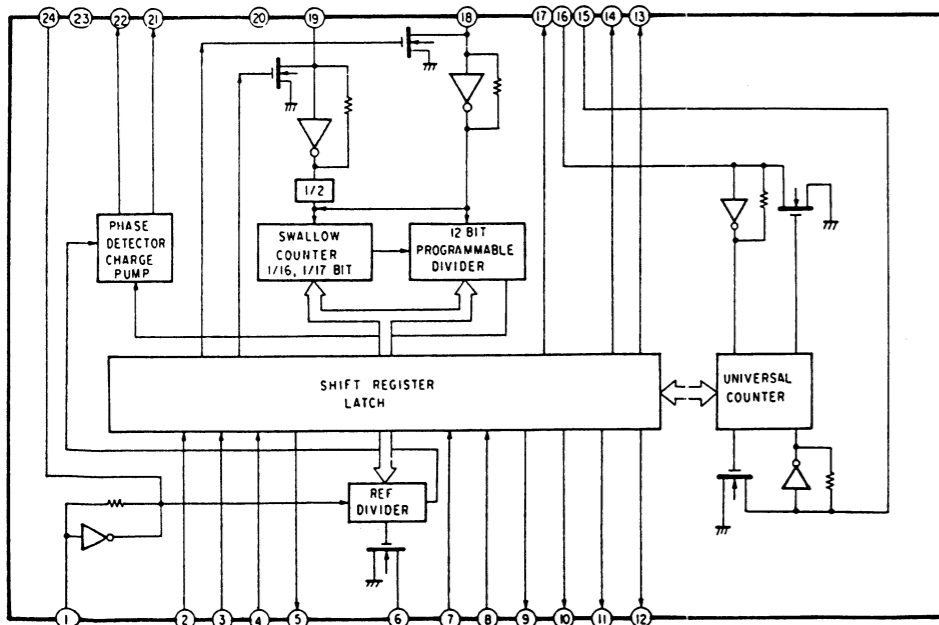 24 23 22 21 20 19 18 17 16 15 14 13
1/2
PHASE
DETECTOR
CHARGE
PUMP
SWALLOW
COUNTER
1/16, 1/17 BIT
12 BIT
PROGRAMMABLE
DIVIDER
SHIFT REGISTER
LATCH
UNIVERSAL
COUNTER
REF
DIVIDER
1 2 3 4 5 6 7 8 9 10 11 12